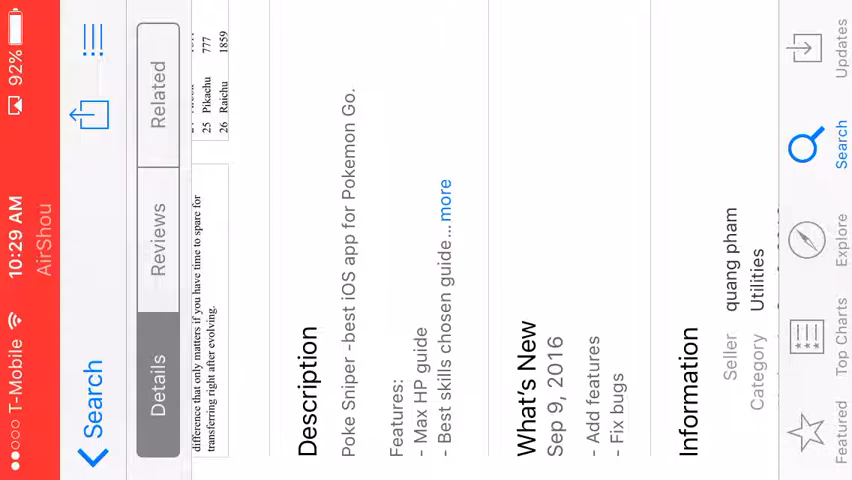 T-Mobile 10:29 AM 92%
AirShou
Search
Details Reviews Related
difference that only matters if you have time to spare for
transferring right after evolving.
25 Pikachu 777
26 Raichu 1859
Description
Poke Sniper -best iOS app for Pokemon Go.
Features:
- Max HP guide
- Best skills chosen guide... more
What's New
Sep 9, 2016
- Add features
- Fix bugs
Information
Seller quang pham
Category Utilities
Featured Top Charts Explore Search Updates